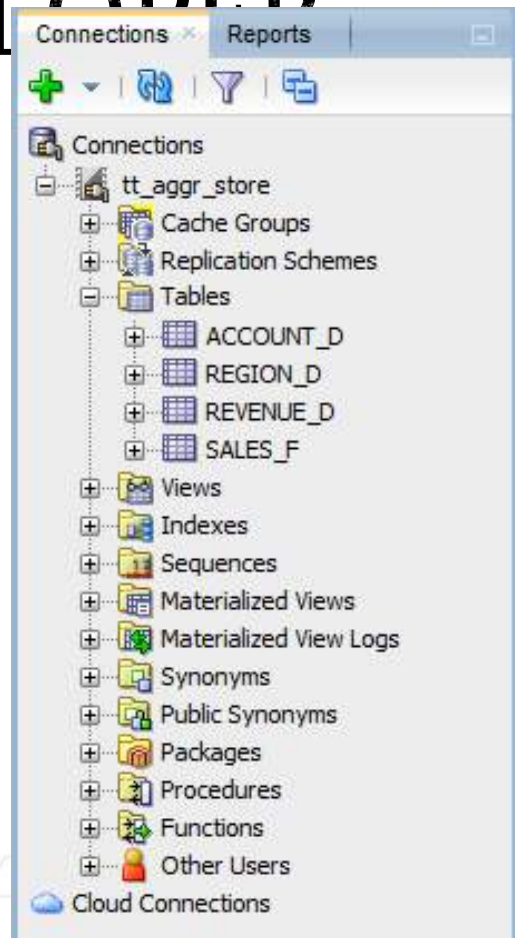 Connections
Reports
Connections
tt_aggr_store
Cache Groups
Replication Schemes
Tables
ACCOUNT_D
REGION_D
REVENUE_D
SALES_F
Views
Indexes
Sequences
Materialized Views
Materialized View Logs
Synonyms
Public Synonyms
Packages
Procedures
Functions
Other Users
Cloud Connections